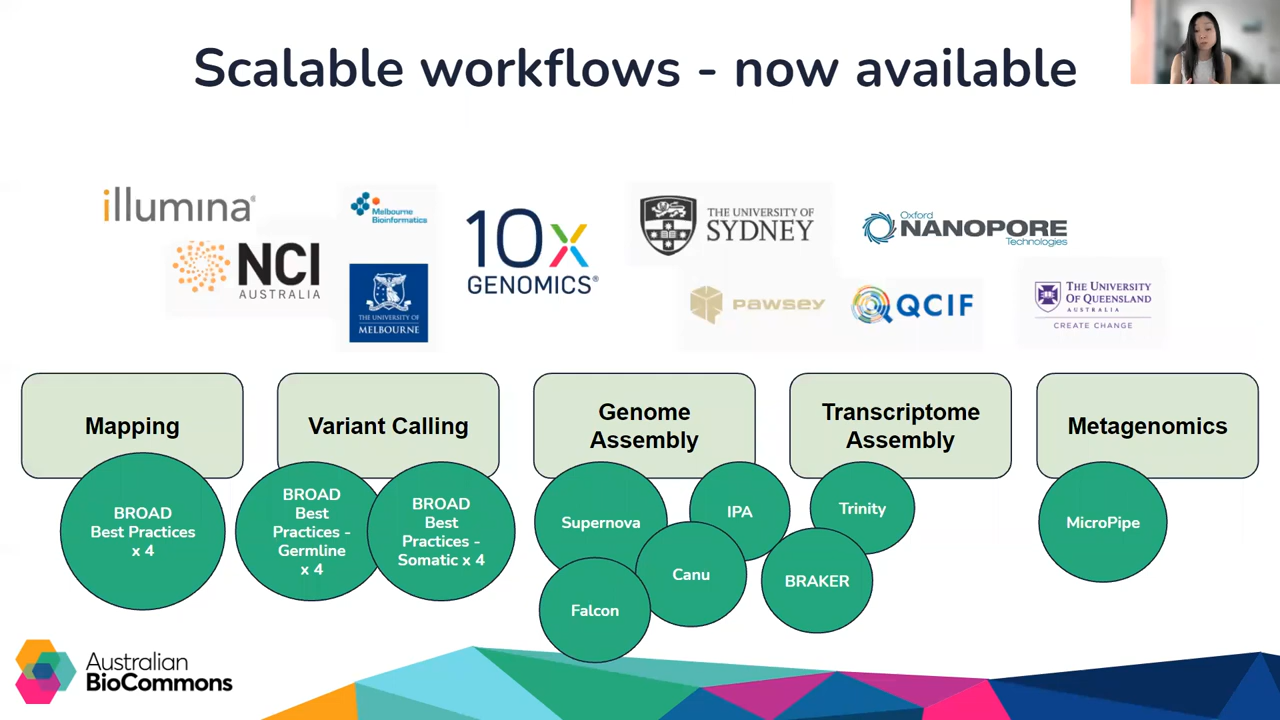 Scalable workflows - now available
illumina®
Melbourne
Bioinformatics
NCI
AUSTRALIA
THE UNIVERSITY OF
MELBOURNE
10x
GENOMICS®
THE UNIVERSITY OF
SYDNEY
Oxford
NANOPORE
Technologies
PAWSEY
QCIF
THE UNIVERSITY
OF QUEENSLAND
AUSTRALIA
CREATE CHANGE
Mapping
Variant Calling
Genome
Assembly
Transcriptome
Assembly
Metagenomics
BROAD
Best Practices
x 4
BROAD
Best
Practices -
Germline
x 4
BROAD
Best
Practices -
Somatic x 4
Supernova
IPA
Canu
Falcon
Trinity
BRAKER
MicroPipe
Australian
BioCommons